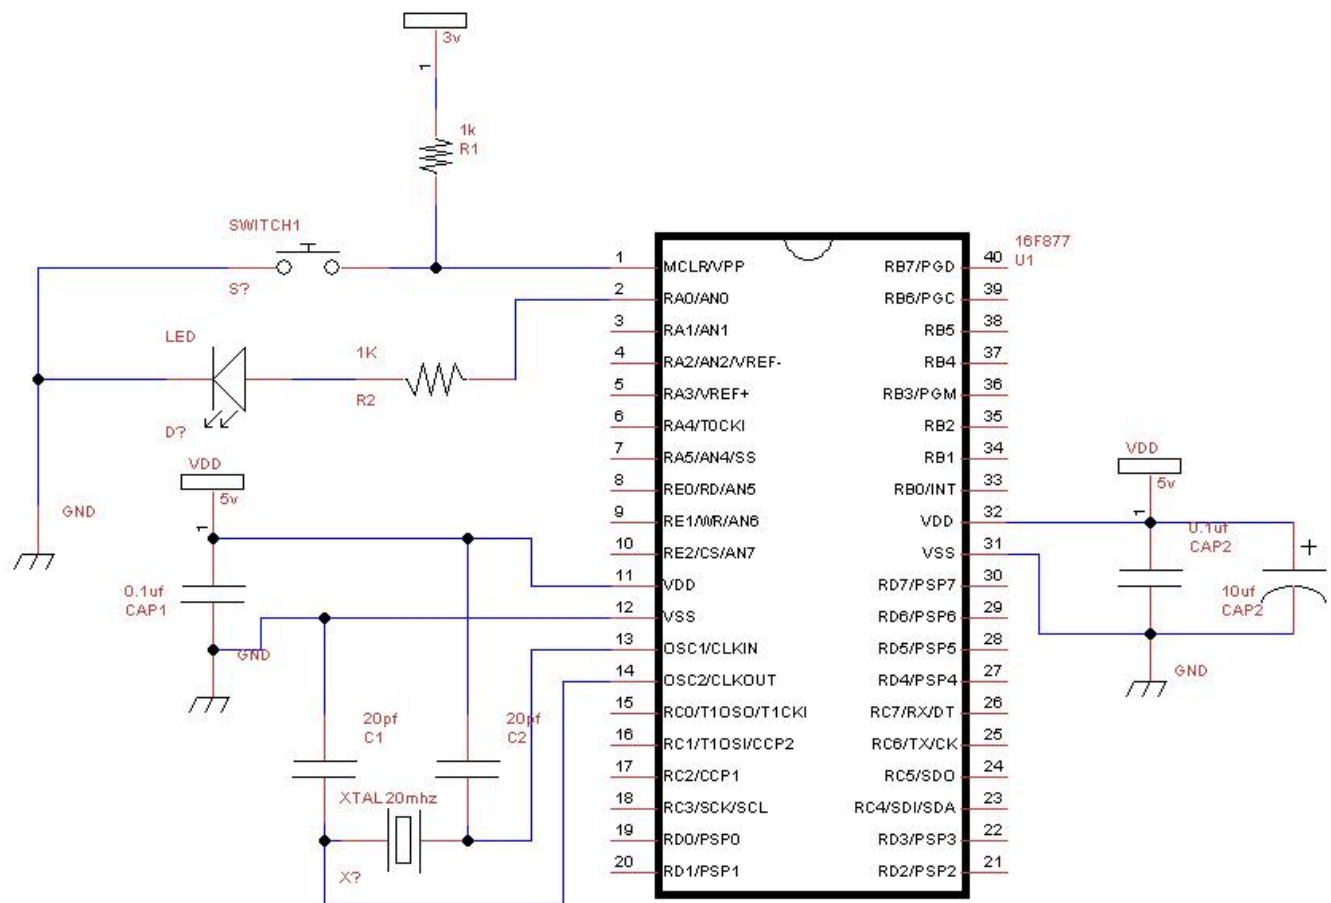 3v
1
1k
R1
SWITCH1
S?
LED
D?
1K
R2
GND
VDD
5v
1
0.1uf
CAP1
GND
20pf
C1
20pf
C2
XTAL 20mhz
X?
16F877
U1
1 MCLR/VPP
2 RA0/AN0
3 RA1/AN1
4 RA2/AN2/VREF-
5 RA3/VREF+
6 RA4/T0CKI
7 RA5/AN4/SS
8 RE0/RD/AN5
9 RE1/WR/AN6
10 RE2/CS/AN7
11 VDD
12 VSS
13 OSC1/CLKIN
14 OSC2/CLKOUT
15 RC0/T1OSO/T1CKI
16 RC1/T1OSI/CCP2
17 RC2/CCP1
18 RC3/SCK/SCL
19 RD0/PSP0
20 RD1/PSP1
RB7/PGD 40
RB6/PGC 39
RB5 38
RB4 37
RB3/PGM 36
RB2 35
RB1 34
RB0/INT 33
VDD 32
VSS 31
RD7/PSP7 30
RD6/PSP6 29
RD5/PSP5 28
RD4/PSP4 27
RC7/RX/DT 26
RC6/TX/CK 25
RC5/SDO 24
RC4/SDI/SDA 23
RD3/PSP3 22
RD2/PSP2 21
VDD
5v
1
0.1uf
CAP2
+
10uf
CAP2
GND